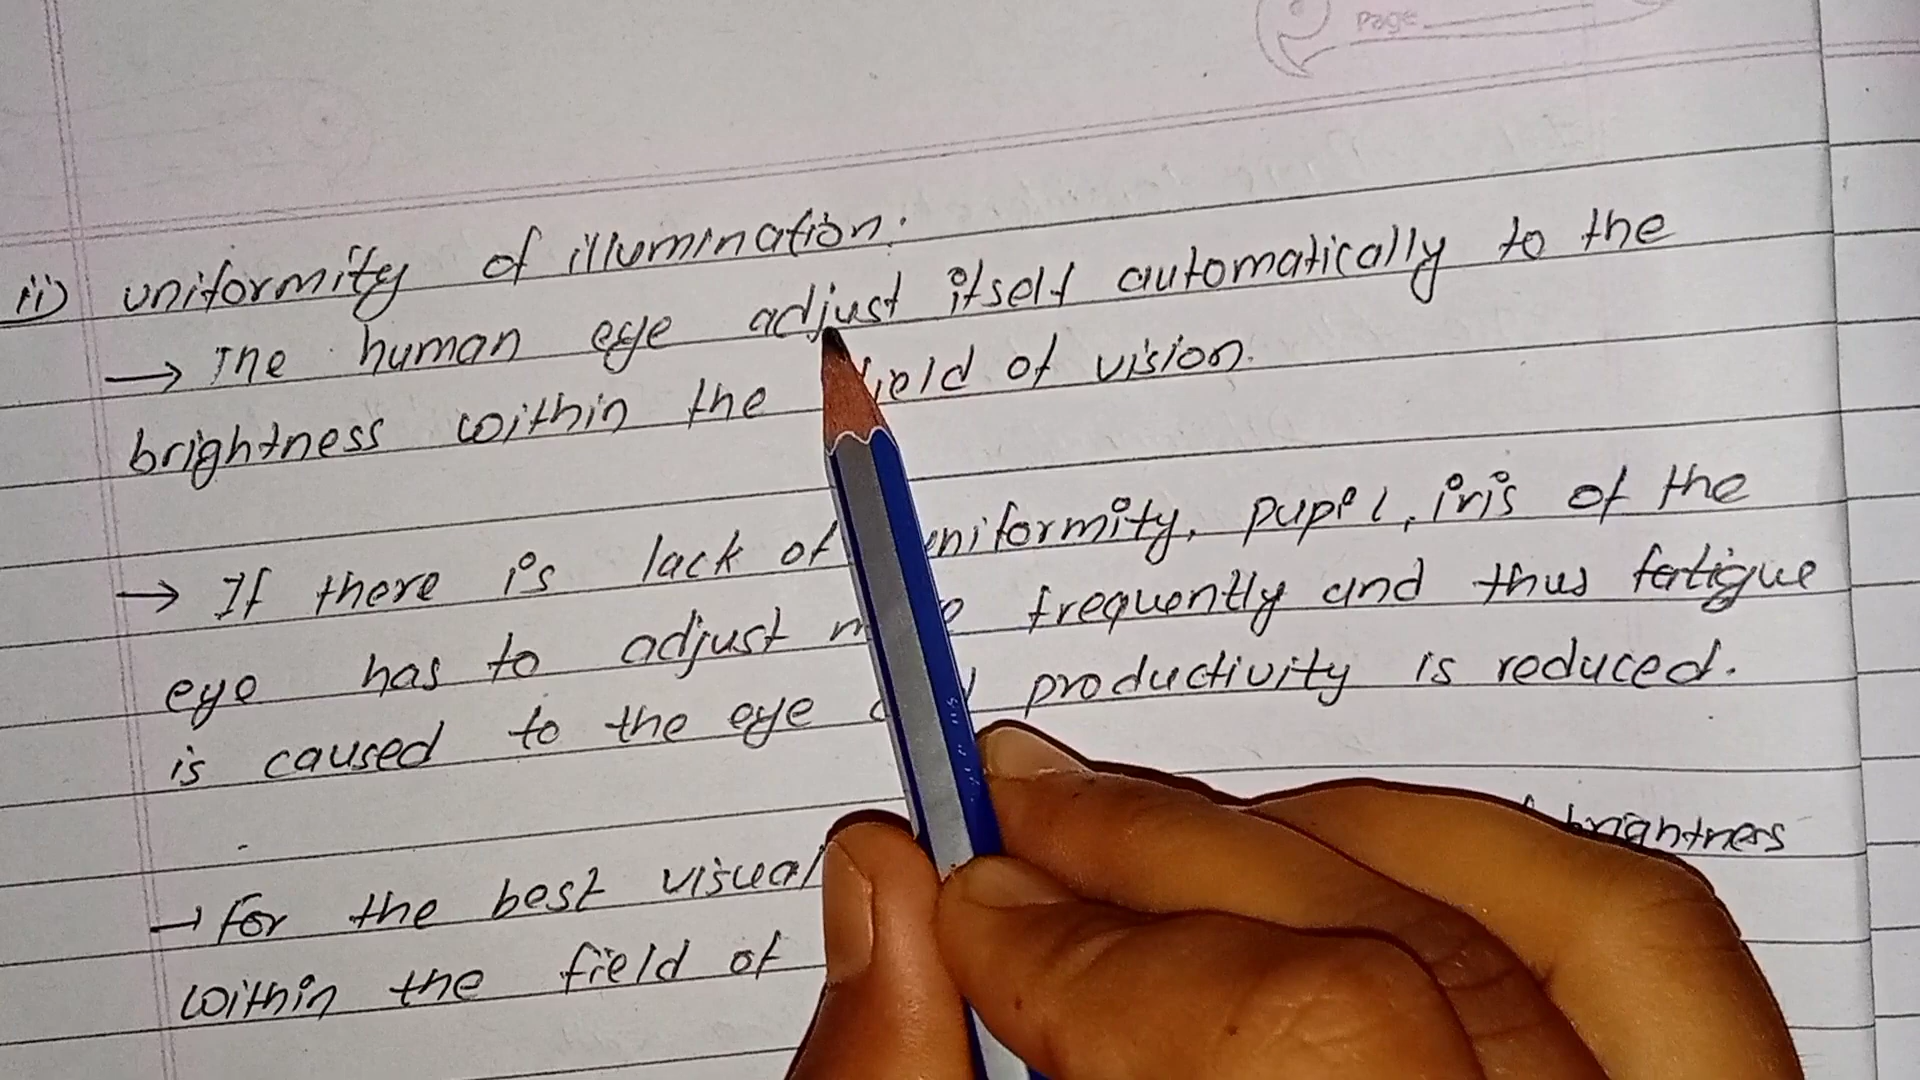 Page
ii) uniformity of illumination:
→ The human eye adjust itself automatically to the
brightness within the field of vision.
→ If there is lack of uniformity, pupil, iris of the
eye has to adjust frequently and thus fatigue
is caused to the eye productivity is reduced.
→ for the best visual brightness
within the field of